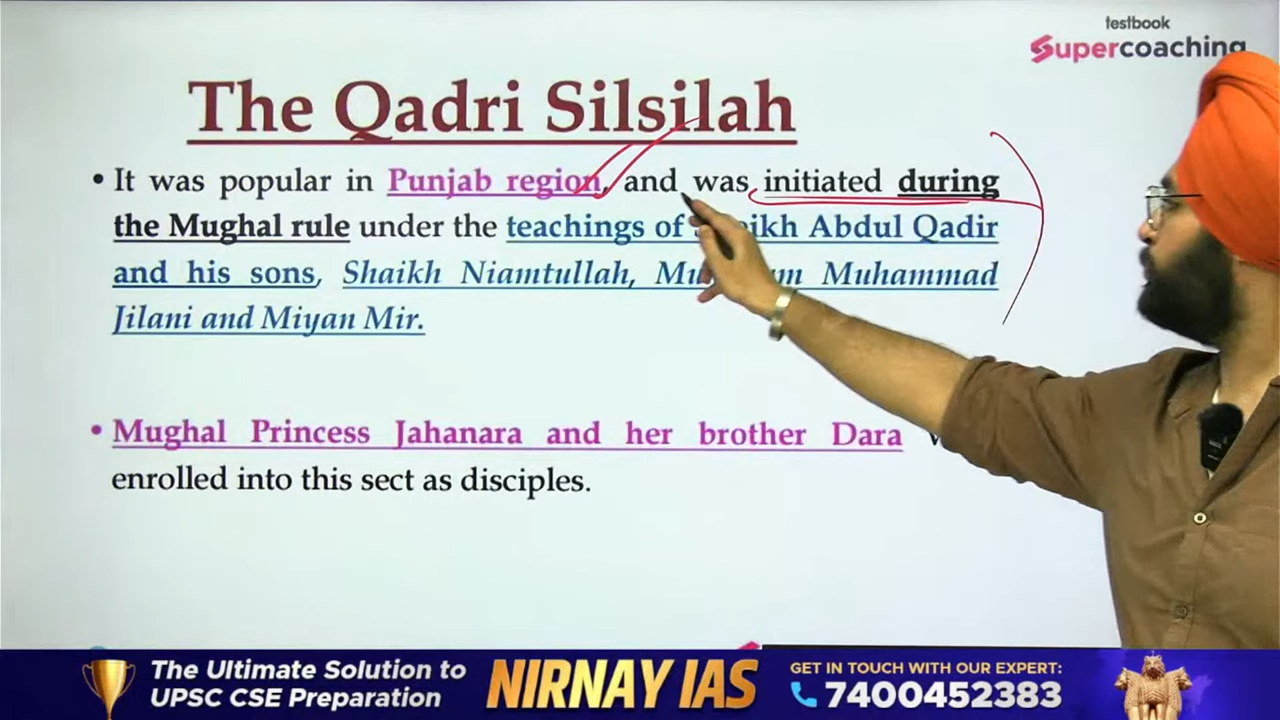 testbook
Supercoaching
The Qadri Silsilah
• It was popular in Punjab region, and was initiated during
the Mughal rule under the teachings of Abdul Qadir
and his sons, Shaikh Niamtullah, Muhammad
Jilani and Miyan Mir.
• Mughal Princess Jahanara and her brother Dara
enrolled into this sect as disciples.
The Ultimate Solution to
UPSC CSE Preparation
NIRNAY IAS
GET IN TOUCH WITH OUR EXPERT:
7400452383